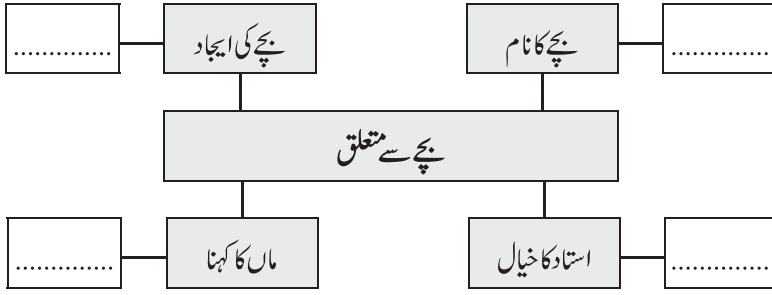 بچے کا نام
..............
بچے کی ایجاد
..............
بچے سے متعلق
استاد کا خیال
..............
ماں کا کہنا
..............